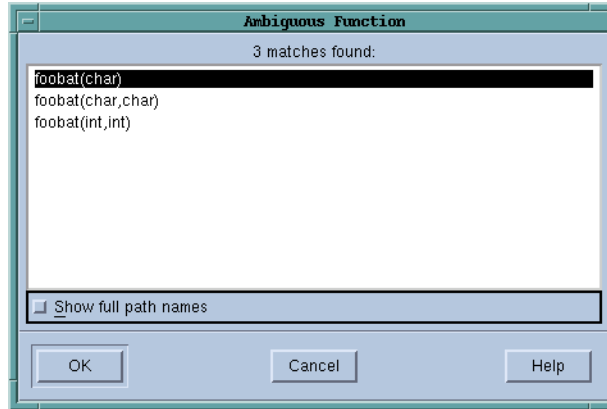 Ambiguous Function
3 matches found:
foobat(char)
foobat(char,char)
foobat(int,int)
Show full path names
OK Cancel Help